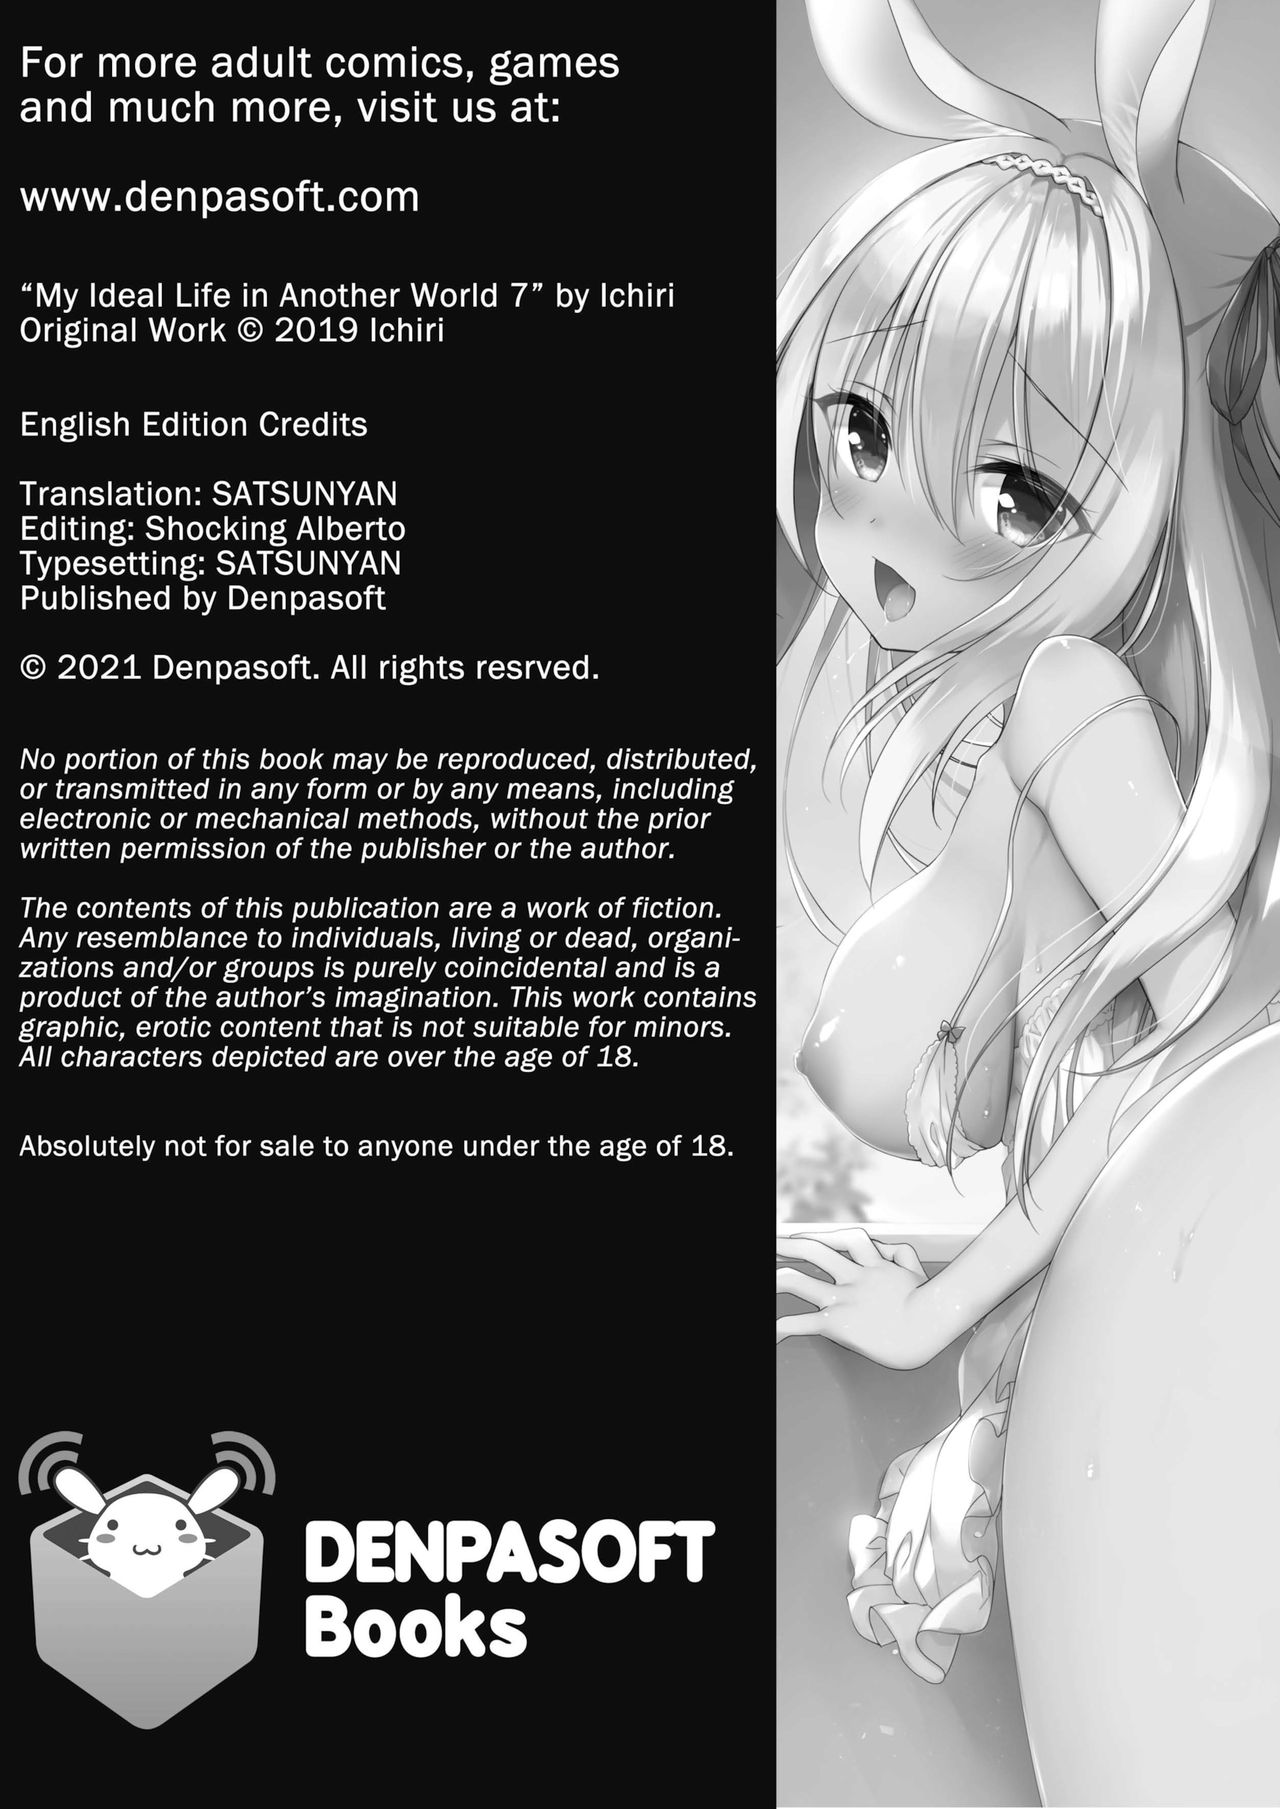 For more adult comics, games
and much more, visit us at:
www.denpasoft.com
“My Ideal Life in Another World 7” by Ichiri
Original Work © 2019 Ichiri
English Edition Credits
Translation: SATSUNYAN
Editing: Shocking Alberto
Typesetting: SATSUNYAN
Published by Denpasoft
© 2021 Denpasoft. All rights resrved.
No portion of this book may be reproduced, distributed,
or transmitted in any form or by any means, including
electronic or mechanical methods, without the prior
written permission of the publisher or the author.
The contents of this publication are a work of fiction.
Any resemblance to individuals, living or dead, organi-
zations and/or groups is purely coincidental and is a
product of the author’s imagination. This work contains
graphic, erotic content that is not suitable for minors.
All characters depicted are over the age of 18.
Absolutely not for sale to anyone under the age of 18.
DENPASOFT
Books